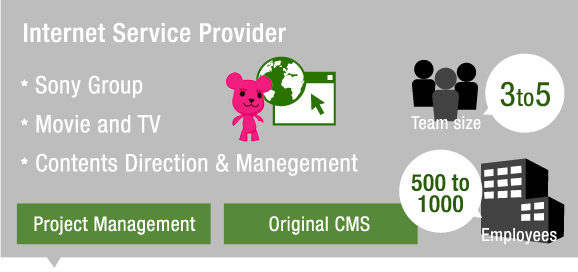 Internet Service Provider
* Sony Group
* Movie and TV
* Contents Direction & Manegement
3to5
Team size
500 to
1000
Employees
Project Management
Original CMS